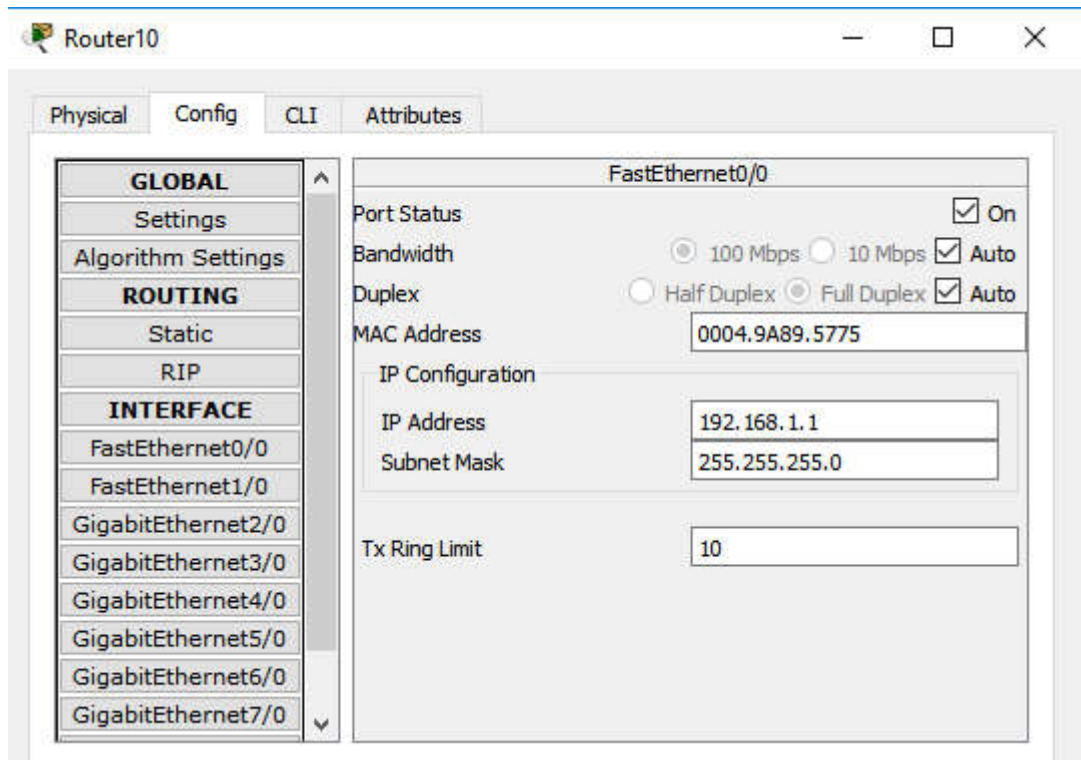 Router10
Physical Config CLI Attributes
GLOBAL
Settings
Algorithm Settings
ROUTING
Static
RIP
INTERFACE
FastEthernet0/0
FastEthernet1/0
GigabitEthernet2/0
GigabitEthernet3/0
GigabitEthernet4/0
GigabitEthernet5/0
GigabitEthernet6/0
GigabitEthernet7/0
FastEthernet0/0
Port Status On
Bandwidth 100 Mbps 10 Mbps Auto
Duplex Half Duplex Full Duplex Auto
MAC Address 0004.9A89.5775
IP Configuration
IP Address 192.168.1.1
Subnet Mask 255.255.255.0
Tx Ring Limit 10